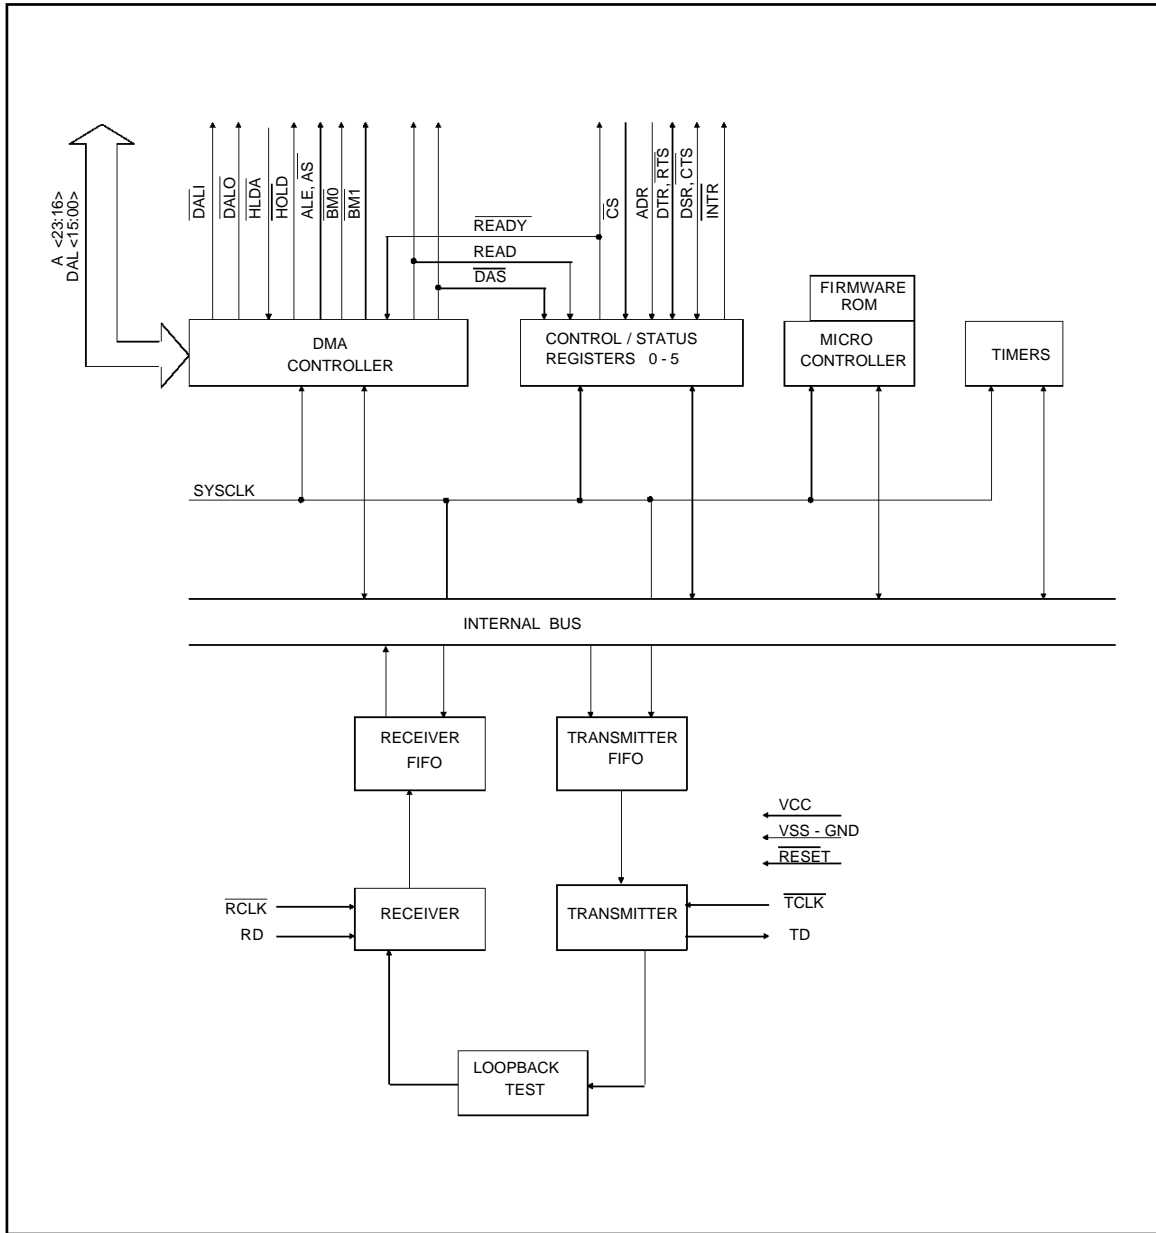 A <23:16>
DAL <15:00>
DALI
DALO
HLDA
HOLD
ALE, AS
BM0
BM1
READY
READ
DAS
CS
ADR
DTR, RTS
DSR, CTS
INTR
FIRMWARE
ROM
DMA
CONTROLLER
CONTROL / STATUS
REGISTERS 0 - 5
MICRO
CONTROLLER
TIMERS
SYSCLK
INTERNAL BUS
RECEIVER
FIFO
TRANSMITTER
FIFO
VCC
VSS - GND
RESET
RCLK
RD
RECEIVER
TRANSMITTER
TCLK
TD
LOOPBACK
TEST